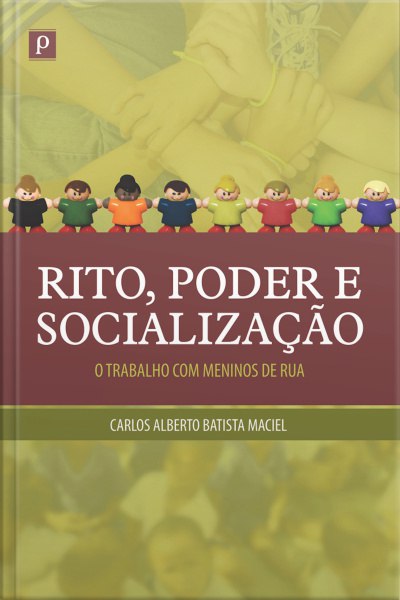 p
RITO, PODER E
SOCIALIZAÇÃO
O TRABALHO COM MENINOS DE RUA
CARLOS ALBERTO BATISTA MACIEL